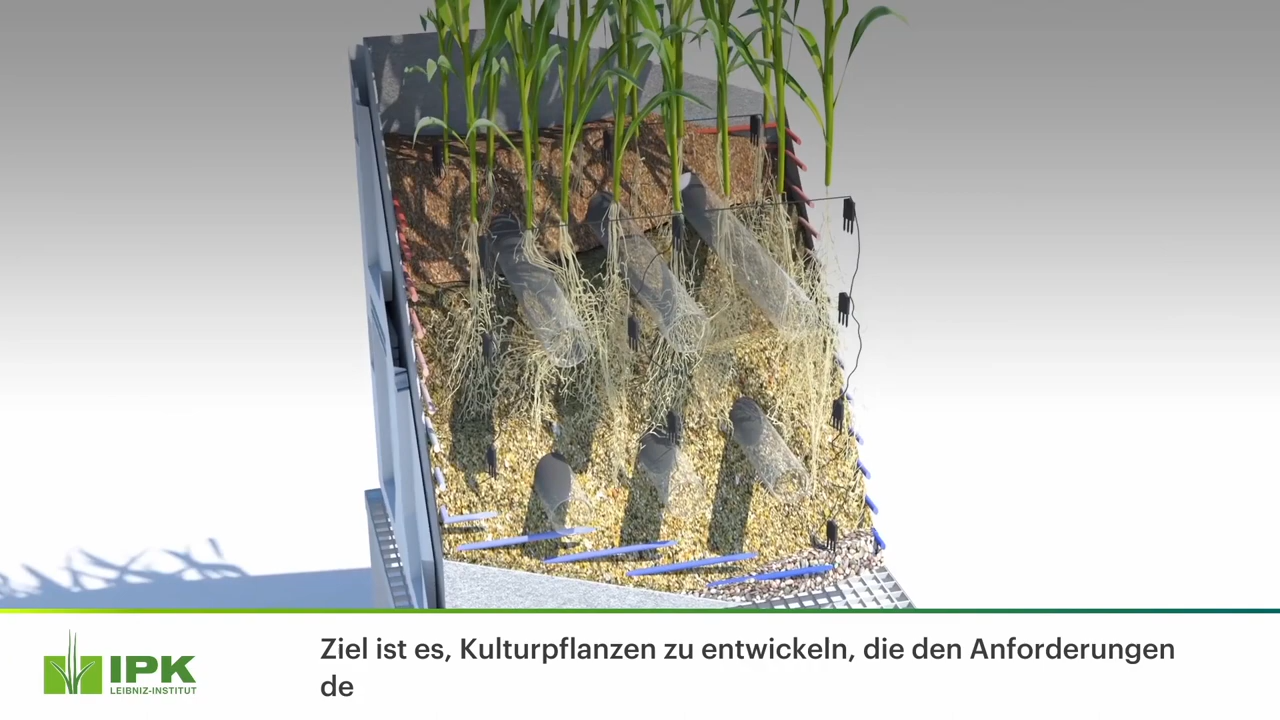 Ziel ist es, Kulturpflanzen zu entwickeln, die den Anforderungen
de
IPK
LEIBNIZ-INSTITUT